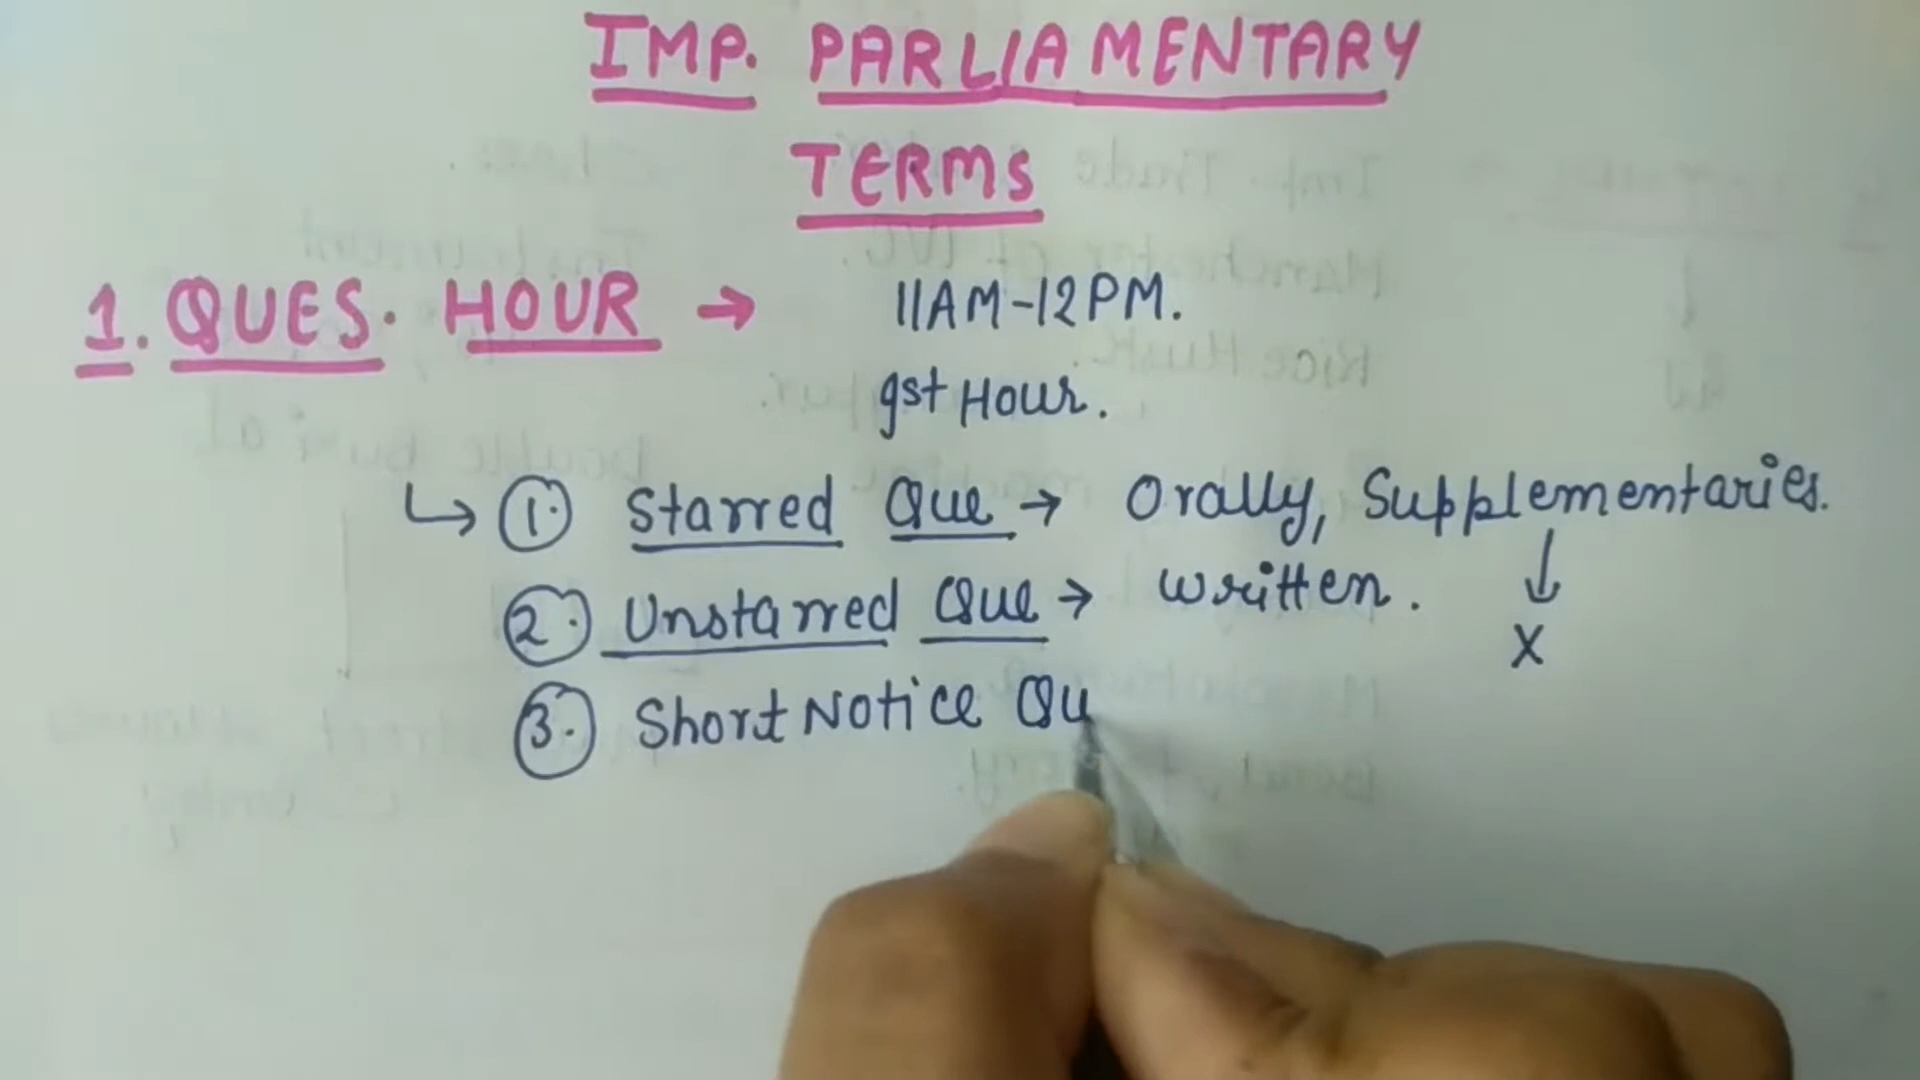 IMP. PARLIAMENTARY
TERMS
1. QUES. HOUR → 11AM-12PM.
Ist Hour.
↳ 1. Starred Que → Orally, Supplementaries.
2. Unstarred Que → written. ↓
X
3. Short Notice Qu